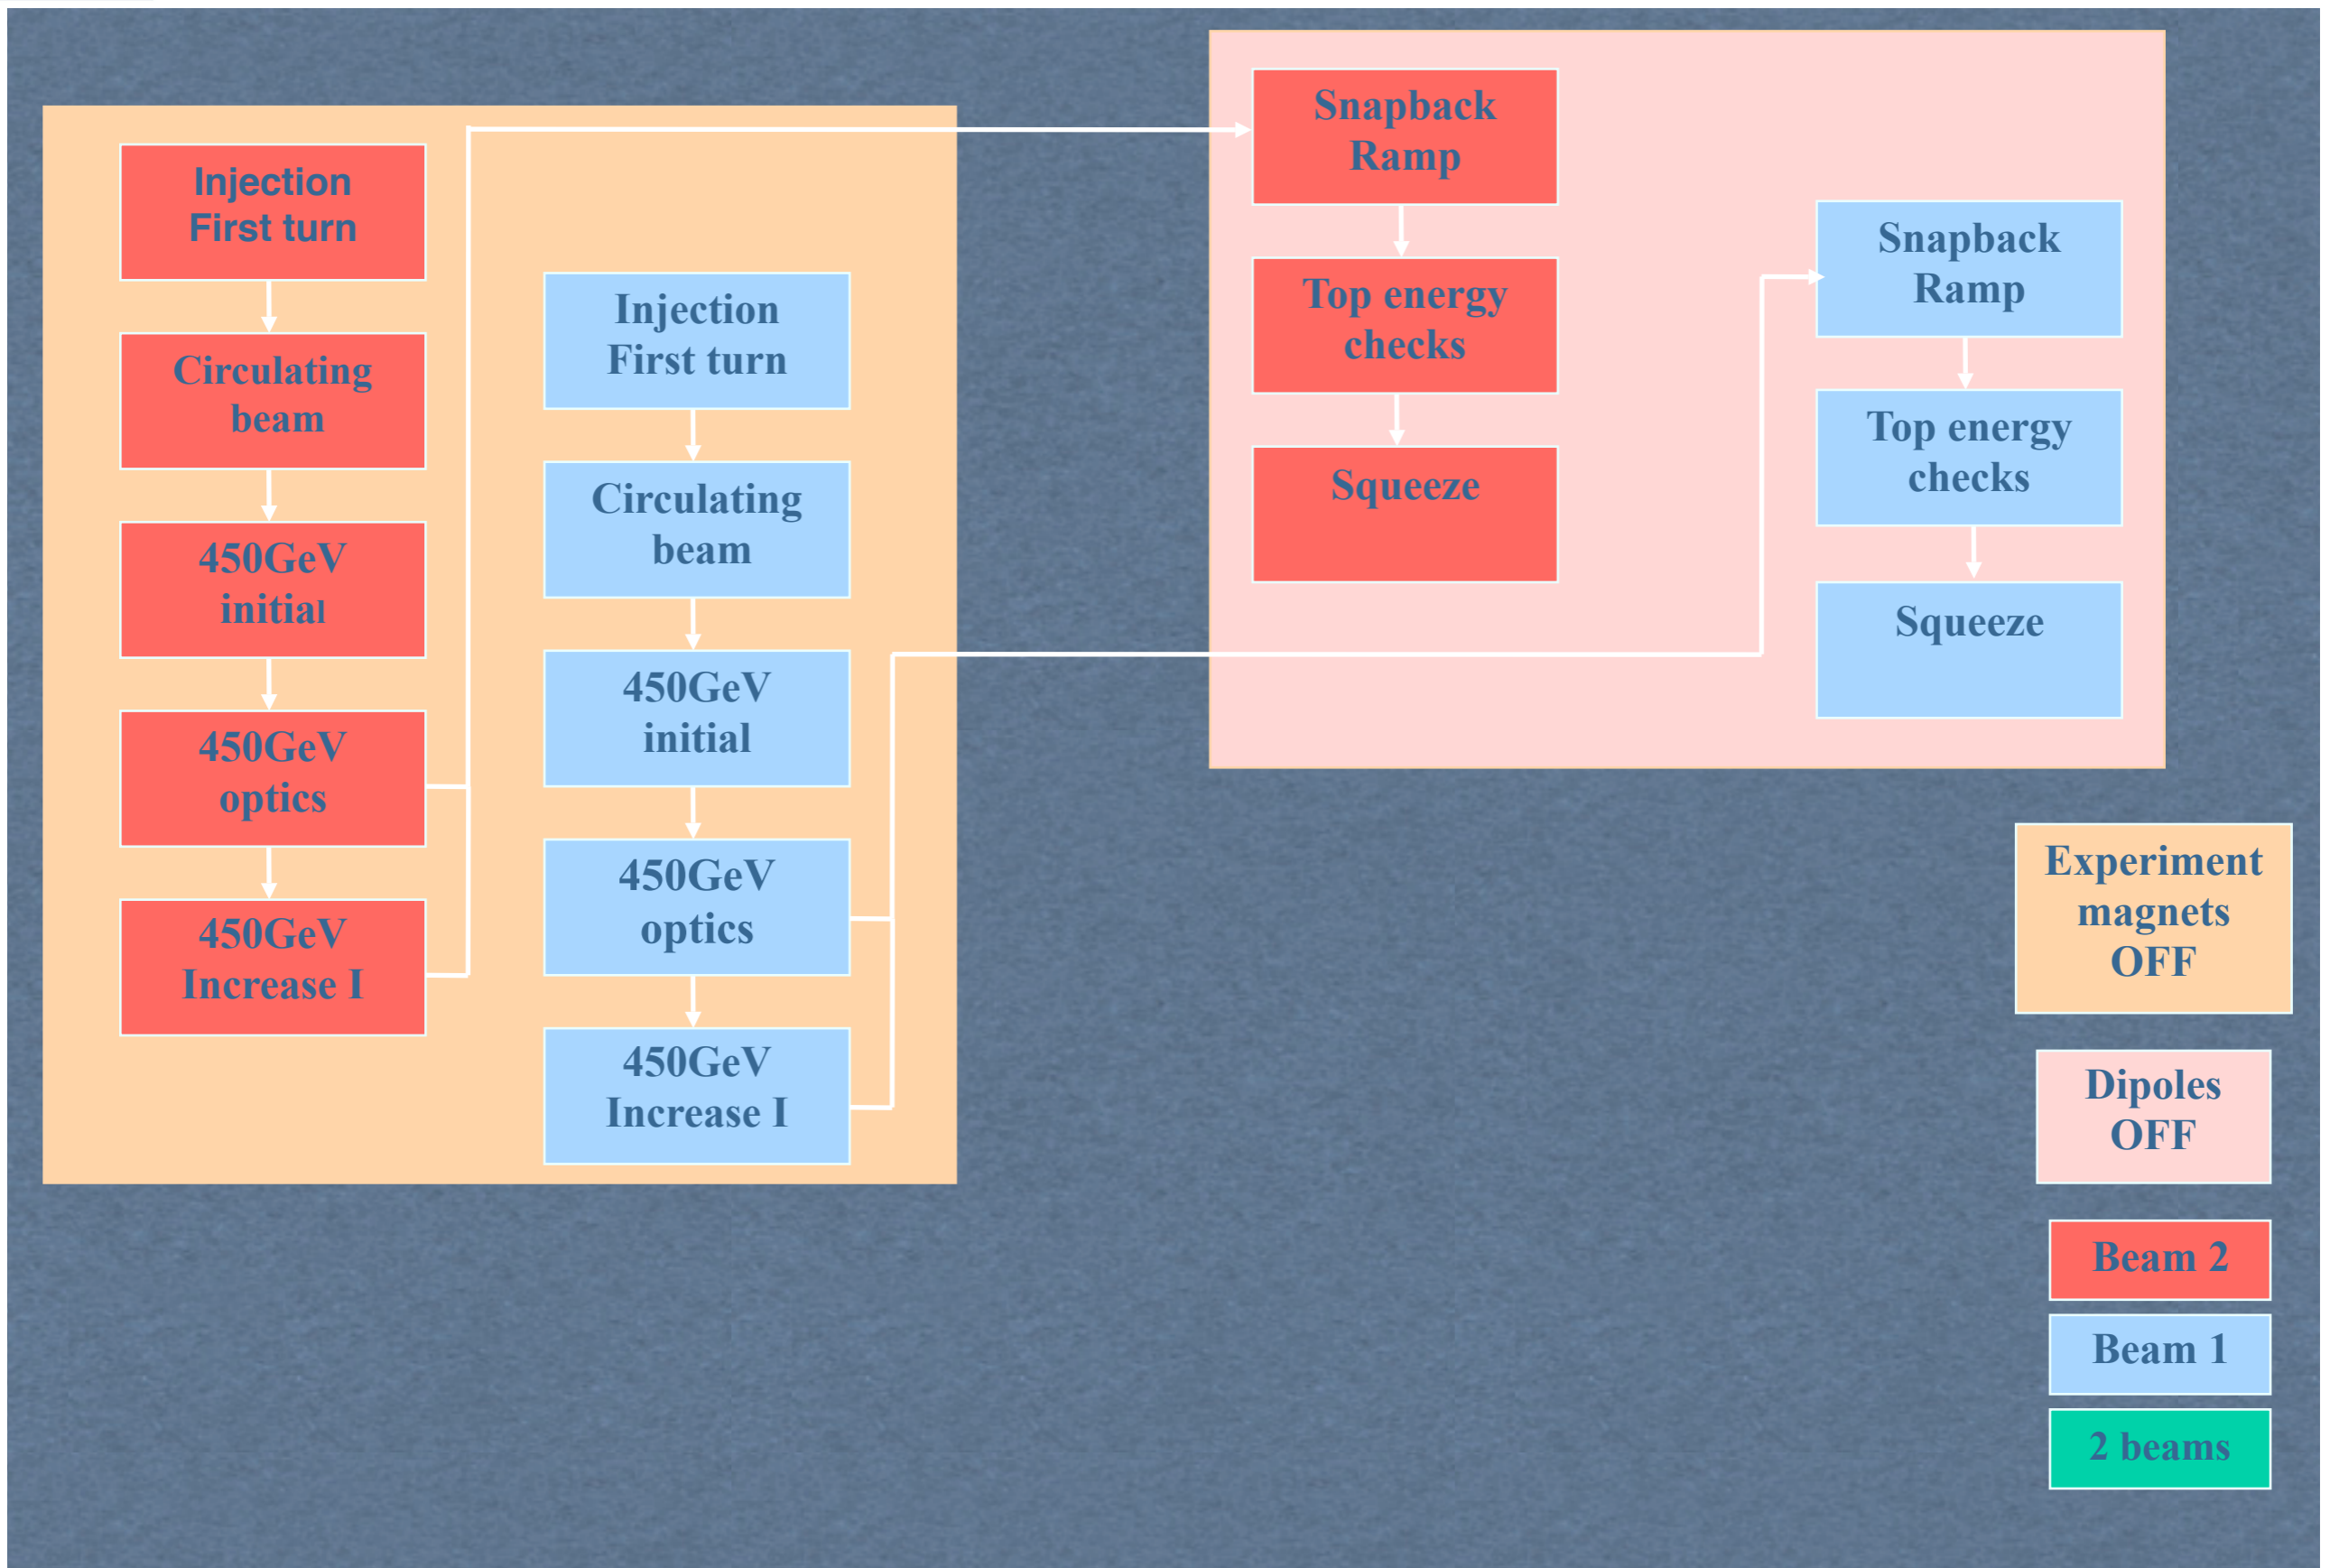 Injection
First turn
Circulating
beam
450GeV
initial
450GeV
optics
450GeV
Increase I
Injection
First turn
Circulating
beam
450GeV
initial
450GeV
optics
450GeV
Increase I
Snapback
Ramp
Top energy
checks
Squeeze
Snapback
Ramp
Top energy
checks
Squeeze
Experiment
magnets
OFF
Dipoles
OFF
Beam 2
Beam 1
2 beams